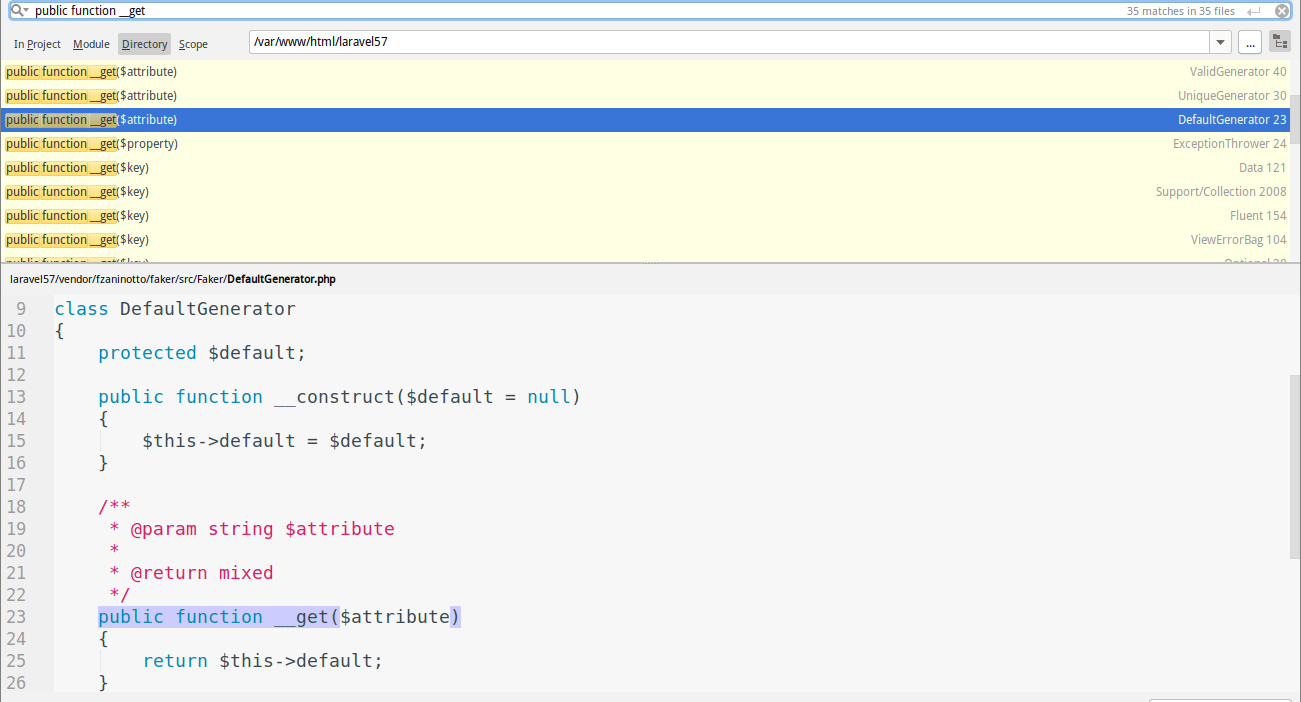 public function __get
35 matches in 35 files
In Project Module Directory Scope
/var/www/html/laravel57
...
public function __get($attribute) ValidGenerator 40
public function __get($attribute) UniqueGenerator 30
public function __get($attribute) DefaultGenerator 23
public function __get($property) ExceptionThrower 24
public function __get($key) Data 121
public function __get($key) Support/Collection 2008
public function __get($key) Fluent 154
public function __get($key) ViewErrorBag 104
laravel57/vendor/fzaninotto/faker/src/Faker/DefaultGenerator.php
9 class DefaultGenerator
10 {
11 protected $default;
12
13 public function __construct($default = null)
14 {
15 $this->default = $default;
16 }
17
18 /**
19 * @param string $attribute
20 *
21 * @return mixed
22 */
23 public function __get($attribute)
24 {
25 return $this->default;
26 }